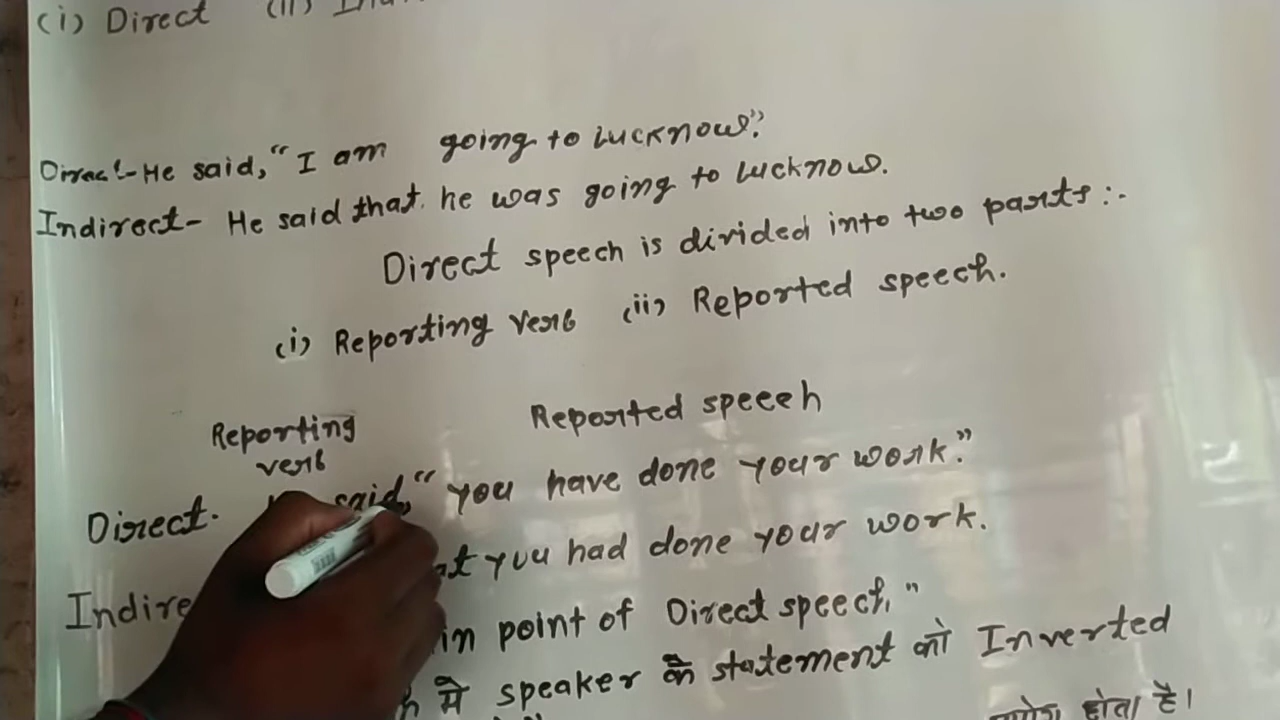 (i) Direct (ii)
Direct- He said, “I am going to Lucknow”.
Indirect- He said that he was going to Lucknow.
Direct speech is divided into two parts:-
(i) Reporting verb (ii) Reported speech.
Reporting verb
Reported speech
Direct. said, “you have done your work.”
you had done your work.
point of Direct speech,”
मे speaker के statement को Inverted
होता है।